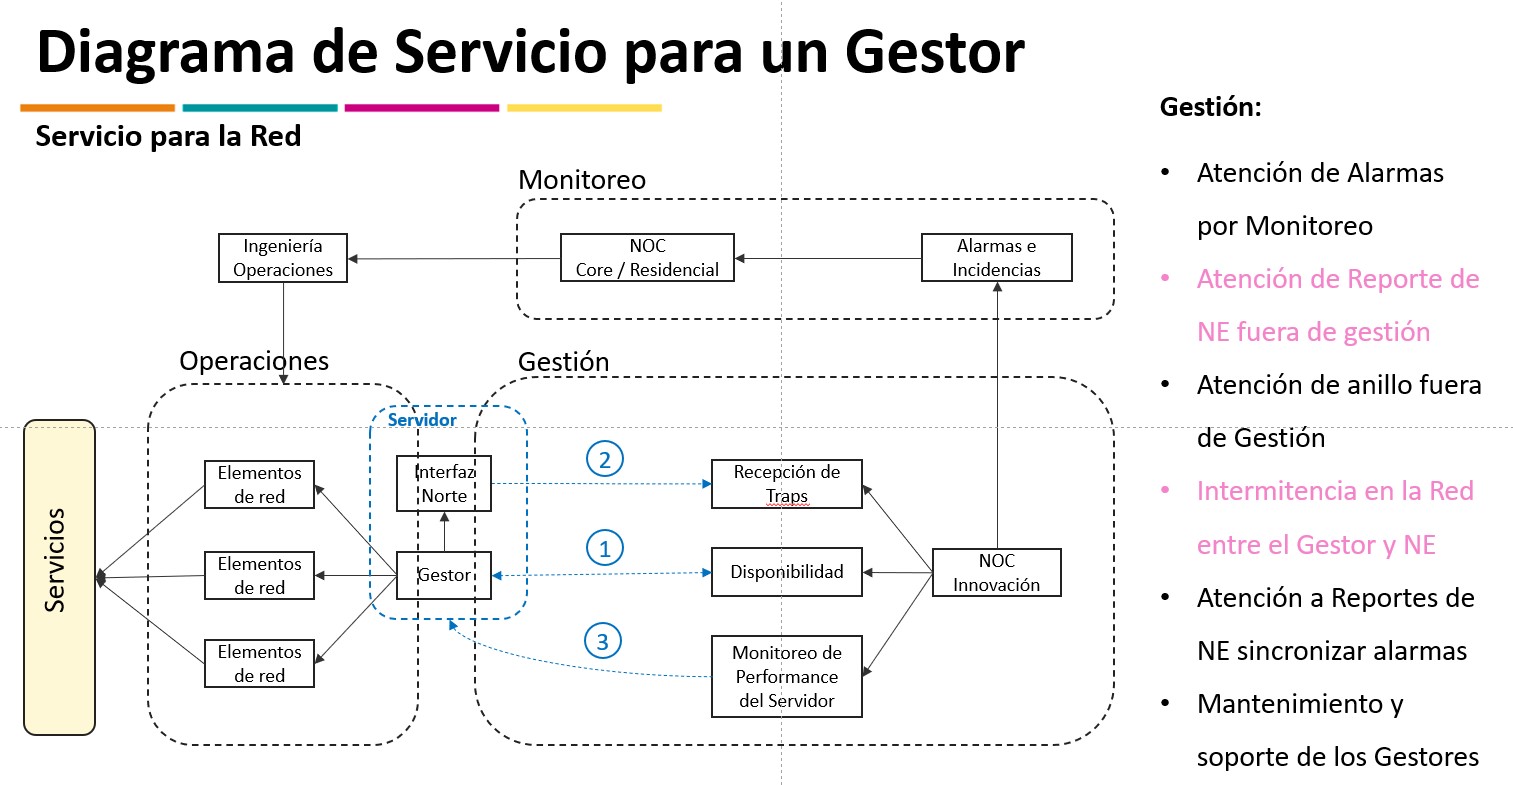 Diagrama de Servicio para un Gestor
Servicio para la Red
Monitoreo
Ingeniería
Operaciones
NOC
Core / Residencial
Alarmas e
Incidencias
Operaciones
Gestión
Servidor
Servicios
Elementos
de red
Elementos
de red
Elementos
de red
Interfaz
Norte
Gestor
2
1
3
Recepción de
Traps
Disponibilidad
Monitoreo de
Performance
del Servidor
NOC
Innovación
Gestión:
• Atención de Alarmas
por Monitoreo
• Atención de Reporte de
NE fuera de gestión
• Atención de anillo fuera
de Gestión
• Intermitencia en la Red
entre el Gestor y NE
• Atención a Reportes de
NE sincronizar alarmas
• Mantenimiento y
soporte de los Gestores